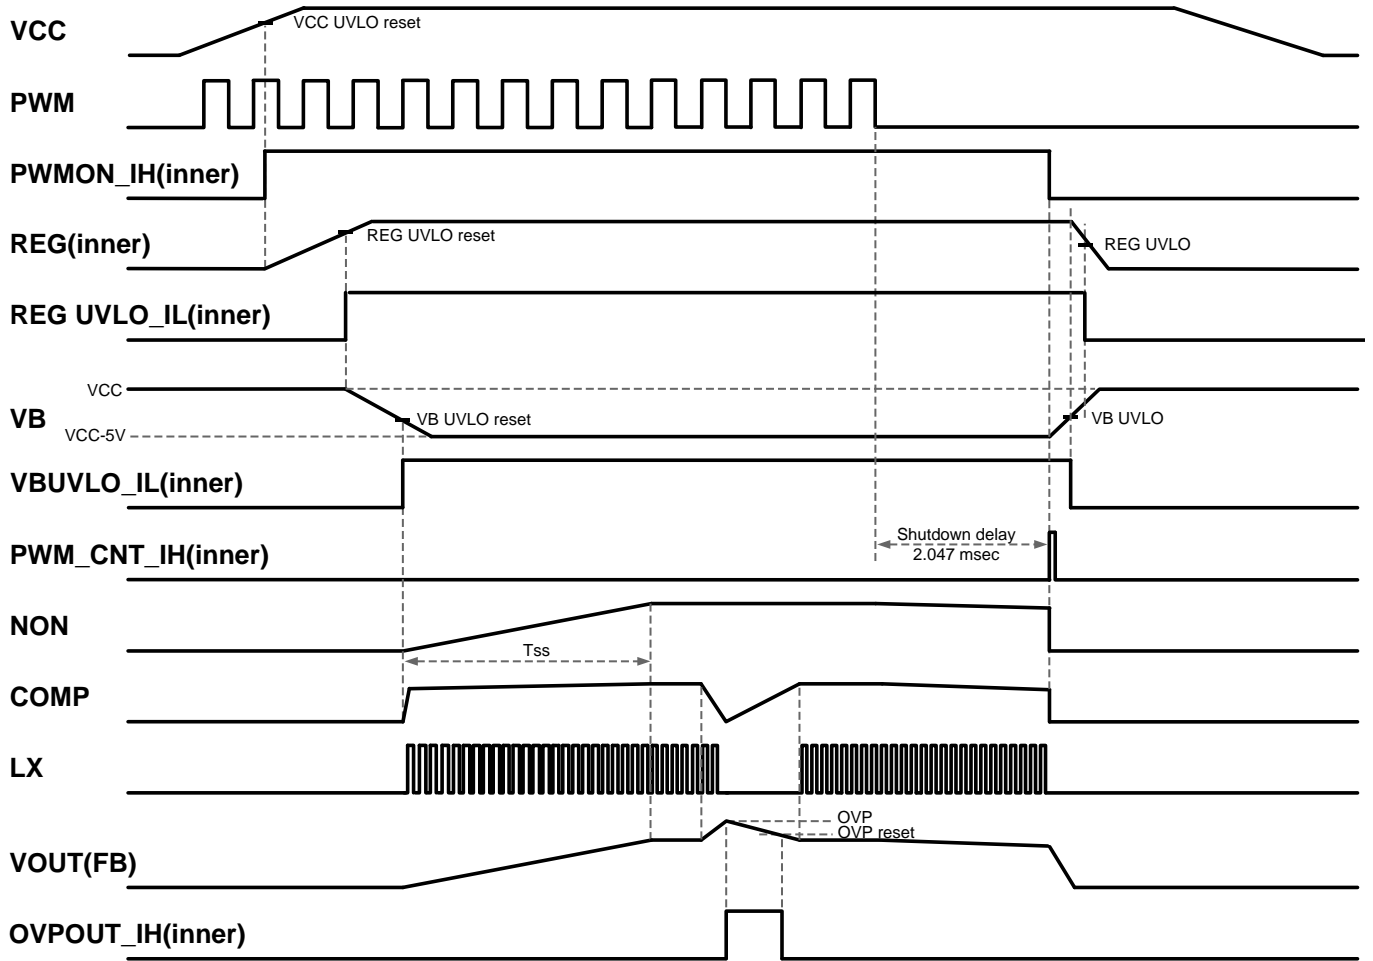 VCC
VCC UVLO reset
PWM
PWMON_IH(inner)
REG(inner)
REG UVLO reset
REG UVLO
REG UVLO_IL(inner)
VCC
VB
VB UVLO reset
VB UVLO
VCC-5V
VBUVLO_IL(inner)
PWM_CNT_IH(inner)
Shutdown delay
2.047 msec
NON
Tss
COMP
LX
OVP
OVP reset
VOUT(FB)
OVPOUT_IH(inner)